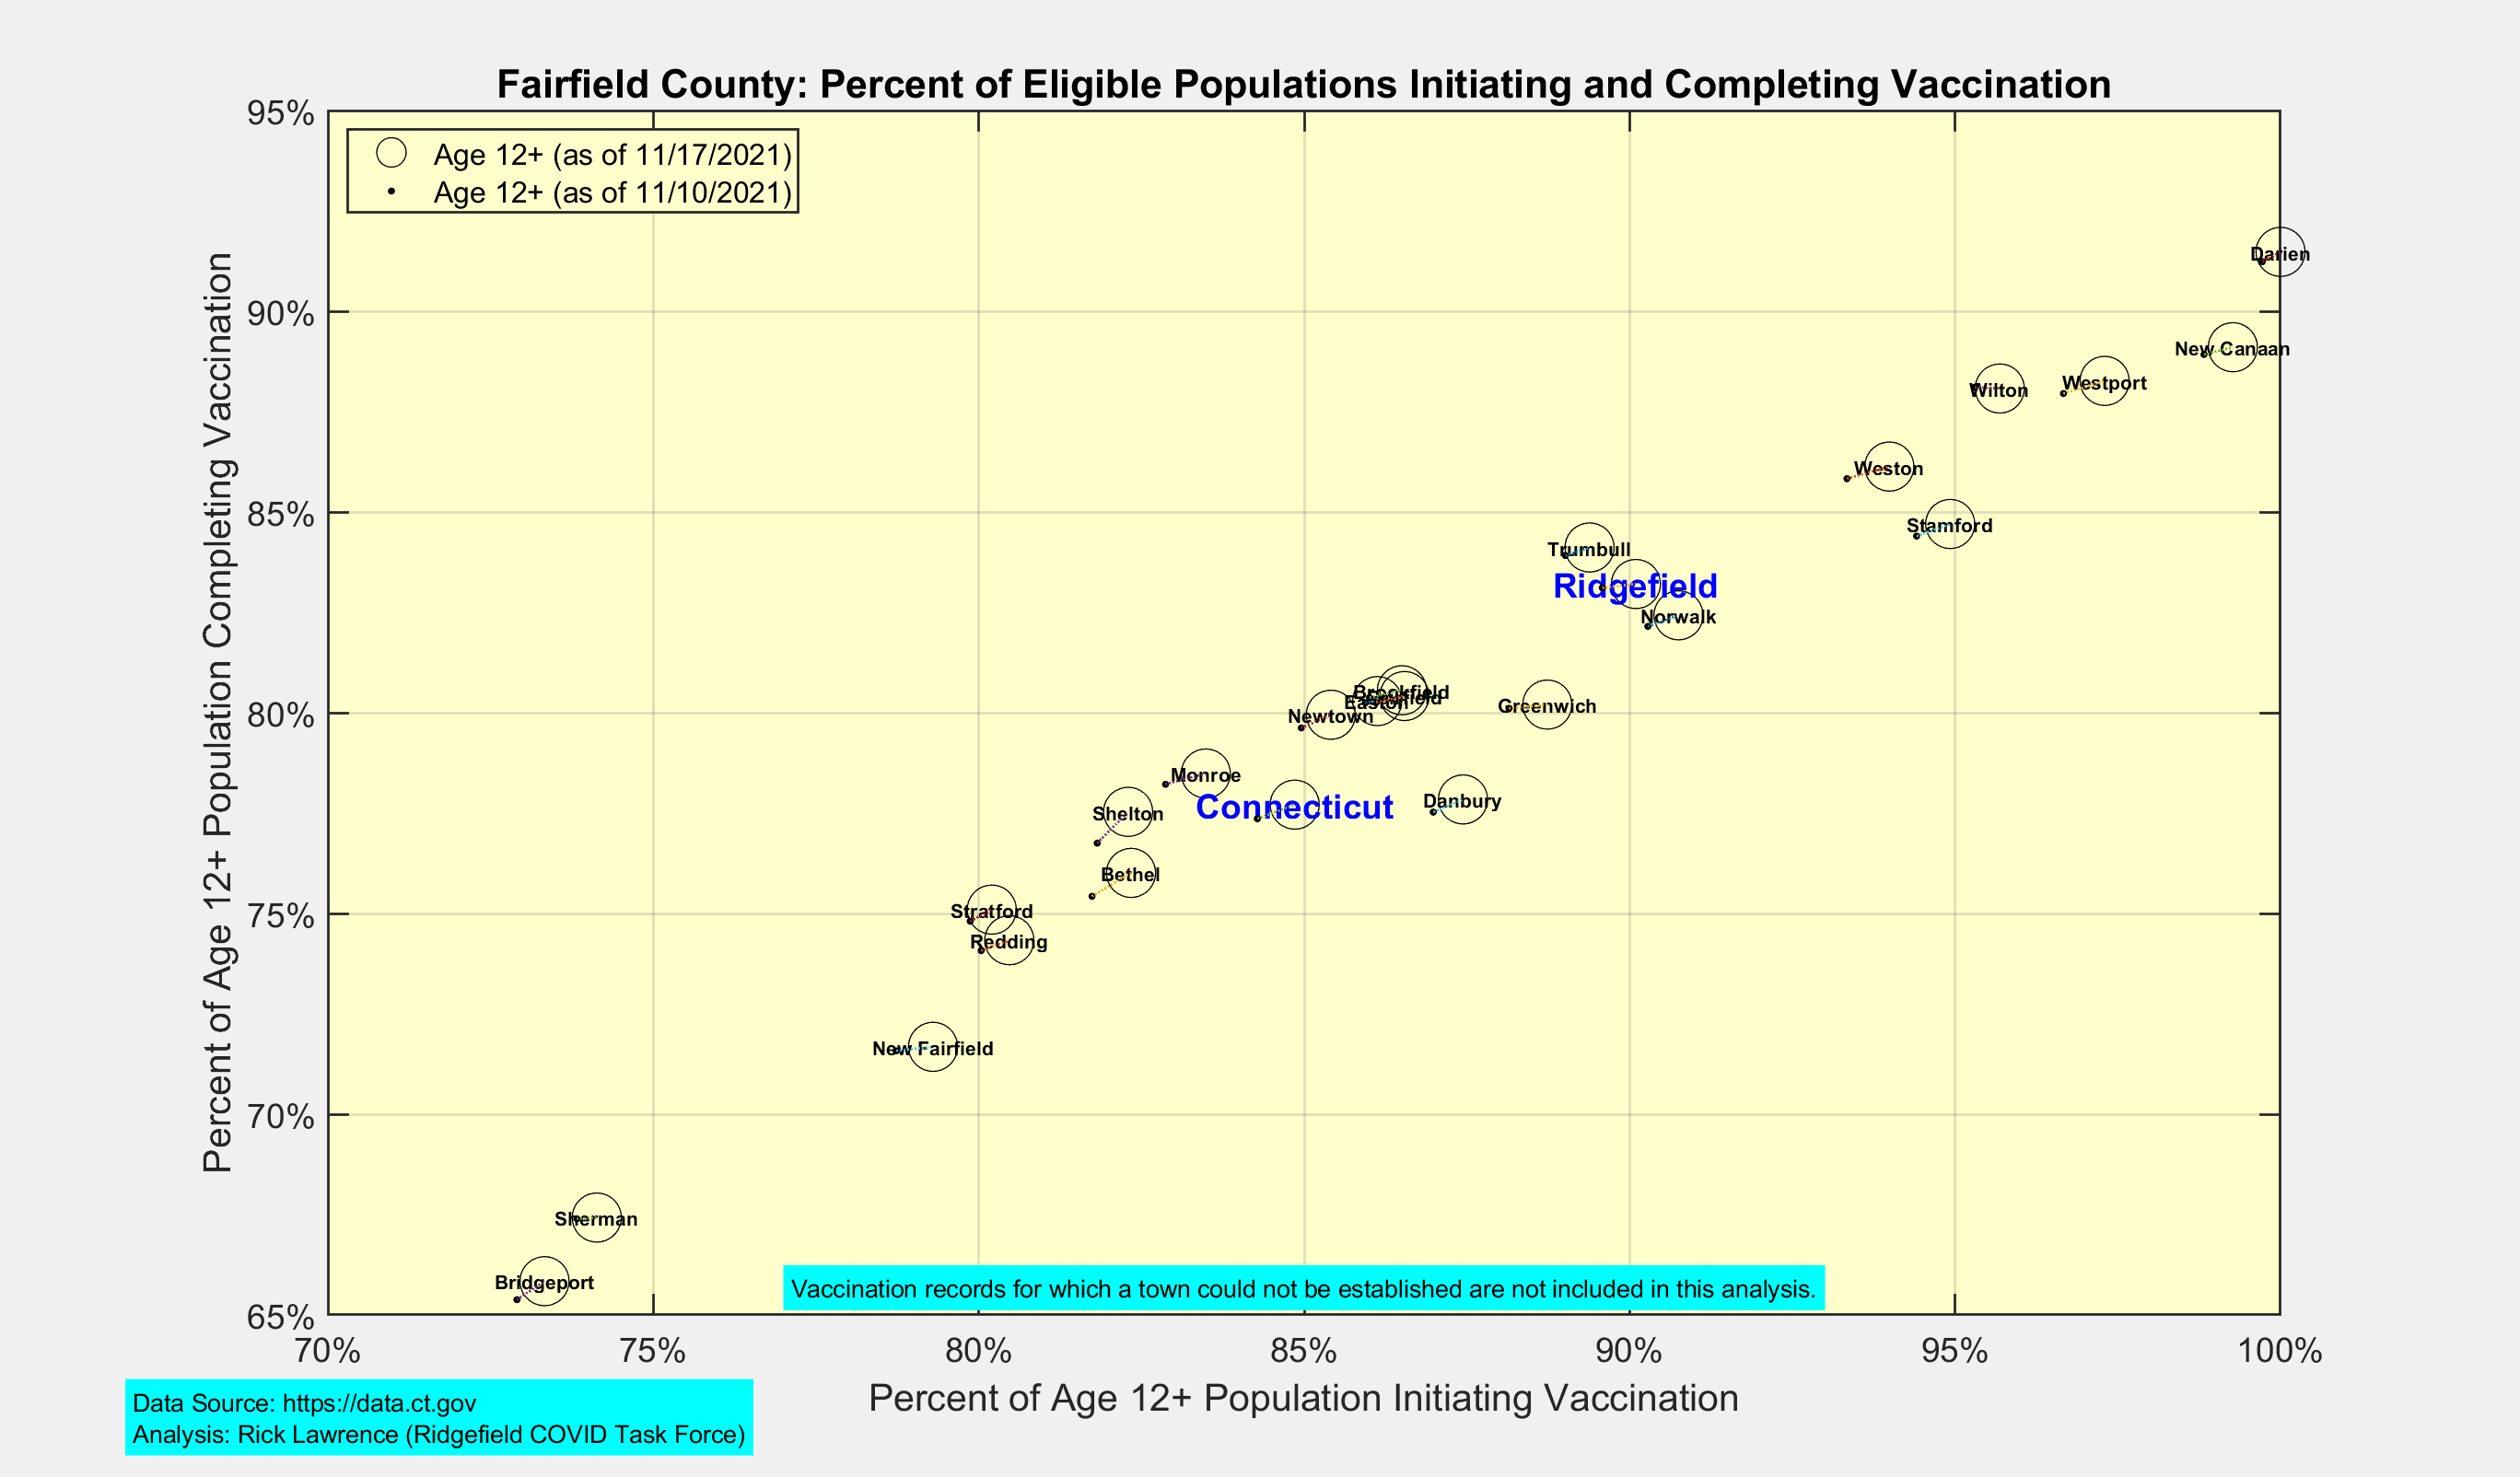 Fairfield County: Percent of Eligible Populations Initiating and Completing Vaccination
95%
Age 12+ (as of 11/17/2021)
Age 12+ (as of 11/10/2021)
Darien
90%
New Canaan
Westport
Wilton
Weston
85%
Stamford
Trumbull
Ridgefield
Norwalk
Brookfield
Easton
80%
Greenwich
Newtown
Monroe
Danbury
Connecticut
Shelton
Bethel
75%
Stratford
Redding
New Fairfield
70%
Sherman
Bridgeport
Vaccination records for which a town could not be established are not included in this analysis.
65%
70%
75%
80%
85%
90%
95%
100%
Percent of Age 12+ Population Completing Vaccination
Percent of Age 12+ Population Initiating Vaccination
Data Source: https://data.ct.gov
Analysis: Rick Lawrence (Ridgefield COVID Task Force)